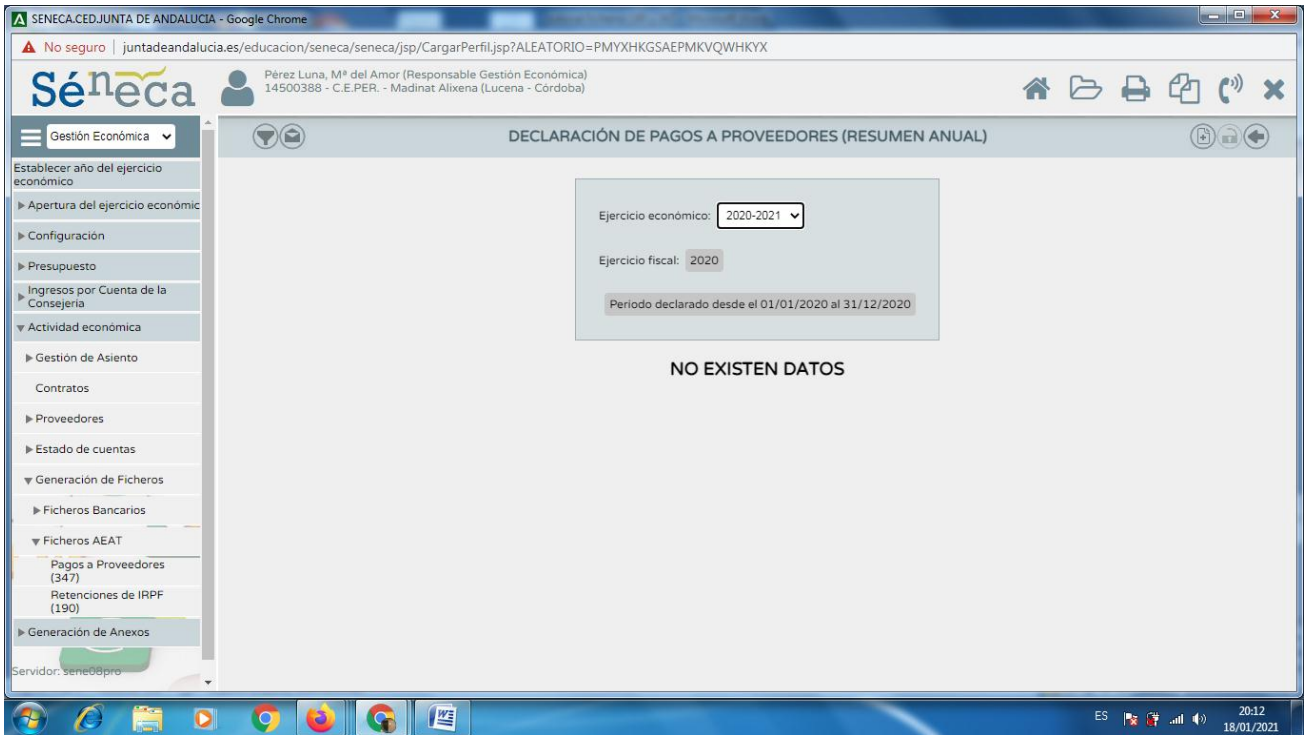 SENECA.CED.JUNTA DE ANDALUCIA - Google Chrome
No seguro | juntadeandalucia.es/educacion/seneca/seneca/jsp/CargarPerfil.jsp?ALEATORIO=PMYXHKGSAEPMKVQWHKYX
Séneca
Pérez Luna, Mª del Amor (Responsable Gestión Económica)
14500388 - C.E.PER. - Madinat Alixena (Lucena - Córdoba)
Gestión Económica
DECLARACIÓN DE PAGOS A PROVEEDORES (RESUMEN ANUAL)
Establecer año del ejercicio
económico
Apertura del ejercicio económic
Configuración
Presupuesto
Ingresos por Cuenta de la
Consejería
Actividad económica
Gestión de Asiento
Contratos
Proveedores
Estado de cuentas
Generación de Ficheros
Ficheros Bancarios
Ficheros AEAT
Pagos a Proveedores
(347)
Retenciones de IRPF
(190)
Generación de Anexos
Servidor: sene08pro
Ejercicio económico: 2020-2021
Ejercicio fiscal: 2020
Período declarado desde el 01/01/2020 al 31/12/2020
NO EXISTEN DATOS
ES
20:12
18/01/2021